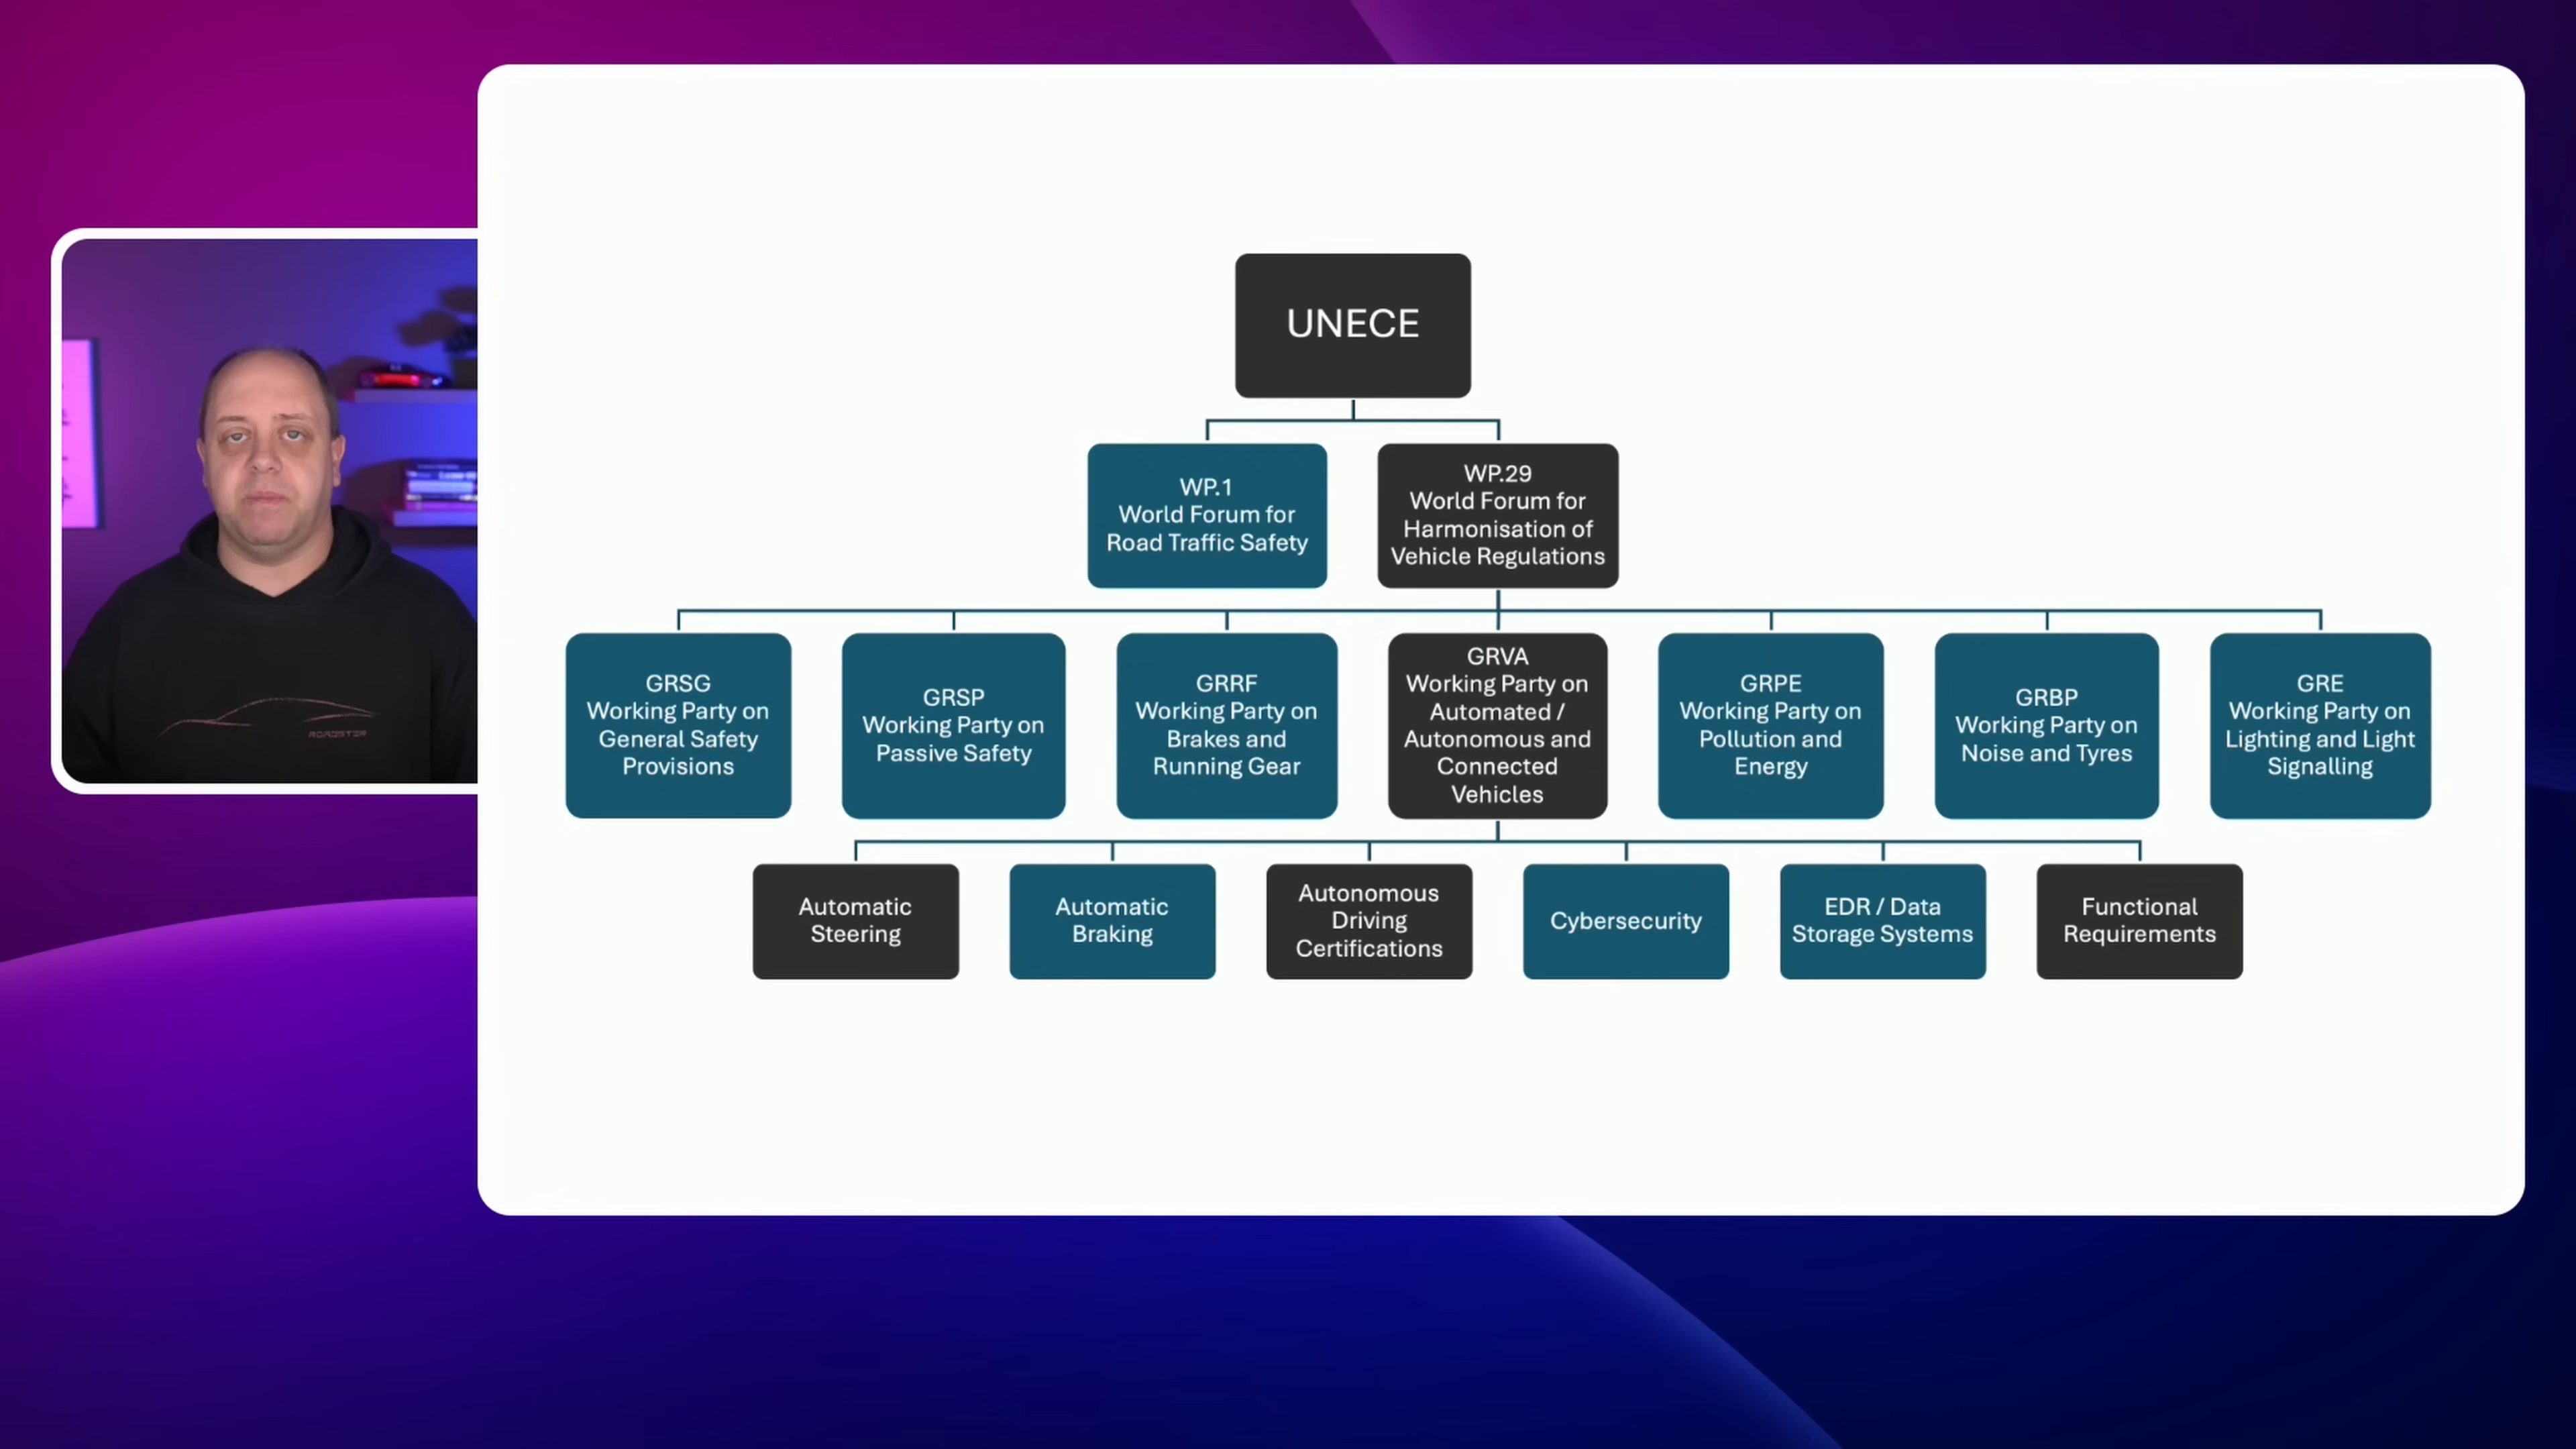 UNECE
WP.1
World Forum for
Road Traffic Safety
WP.29
World Forum for
Harmonisation of
Vehicle Regulations
GRSG
Working Party on
General Safety
Provisions
GRSP
Working Party on
Passive Safety
GRRF
Working Party on
Brakes and
Running Gear
GRVA
Working Party on
Automated /
Autonomous and
Connected
Vehicles
GRPE
Working Party on
Pollution and
Energy
GRBP
Working Party on
Noise and Tyres
GRE
Working Party on
Lighting and Light
Signalling
Automatic
Steering
Automatic
Braking
Autonomous
Driving
Certifications
Cybersecurity
EDR / Data
Storage Systems
Functional
Requirements
ROADSTER